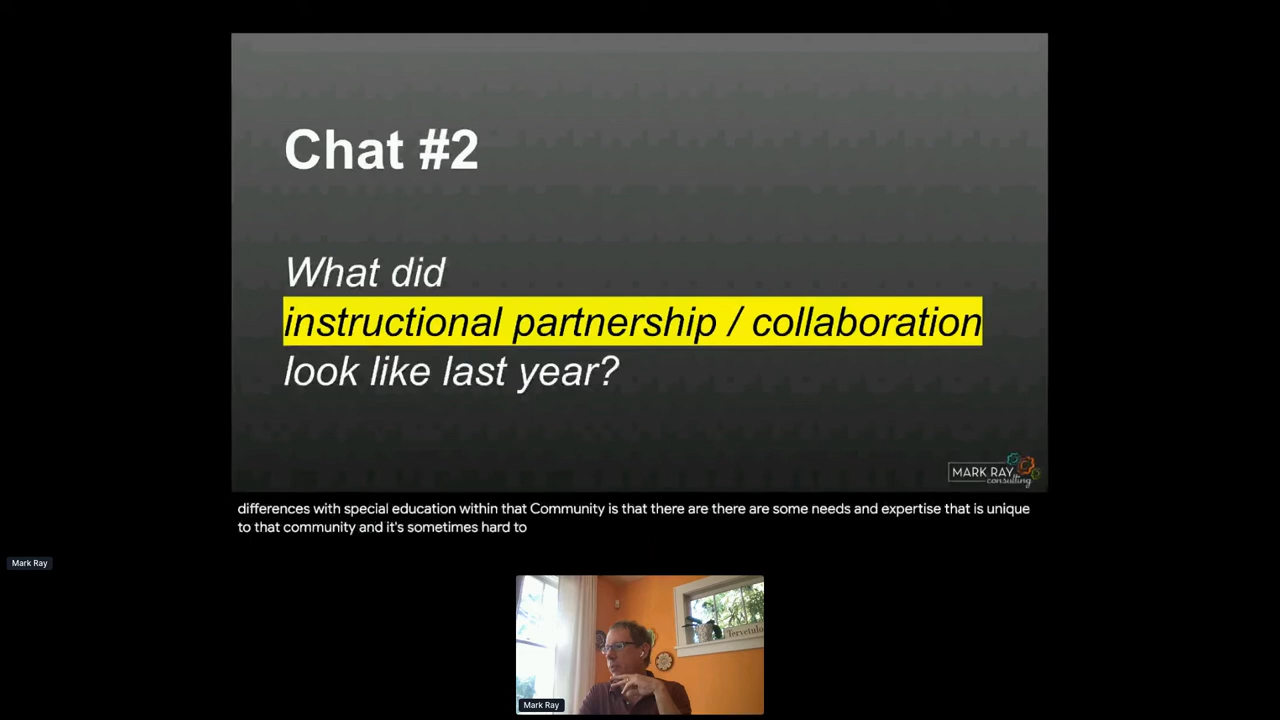 Chat #2
What did
instructional partnership / collaboration
look like last year?
MARK RAY
consulting
differences with special education within that Community is that there are there are some needs and expertise that is unique
to that community and it's sometimes hard to
Mark Ray
Tervetulo
Mark Ray